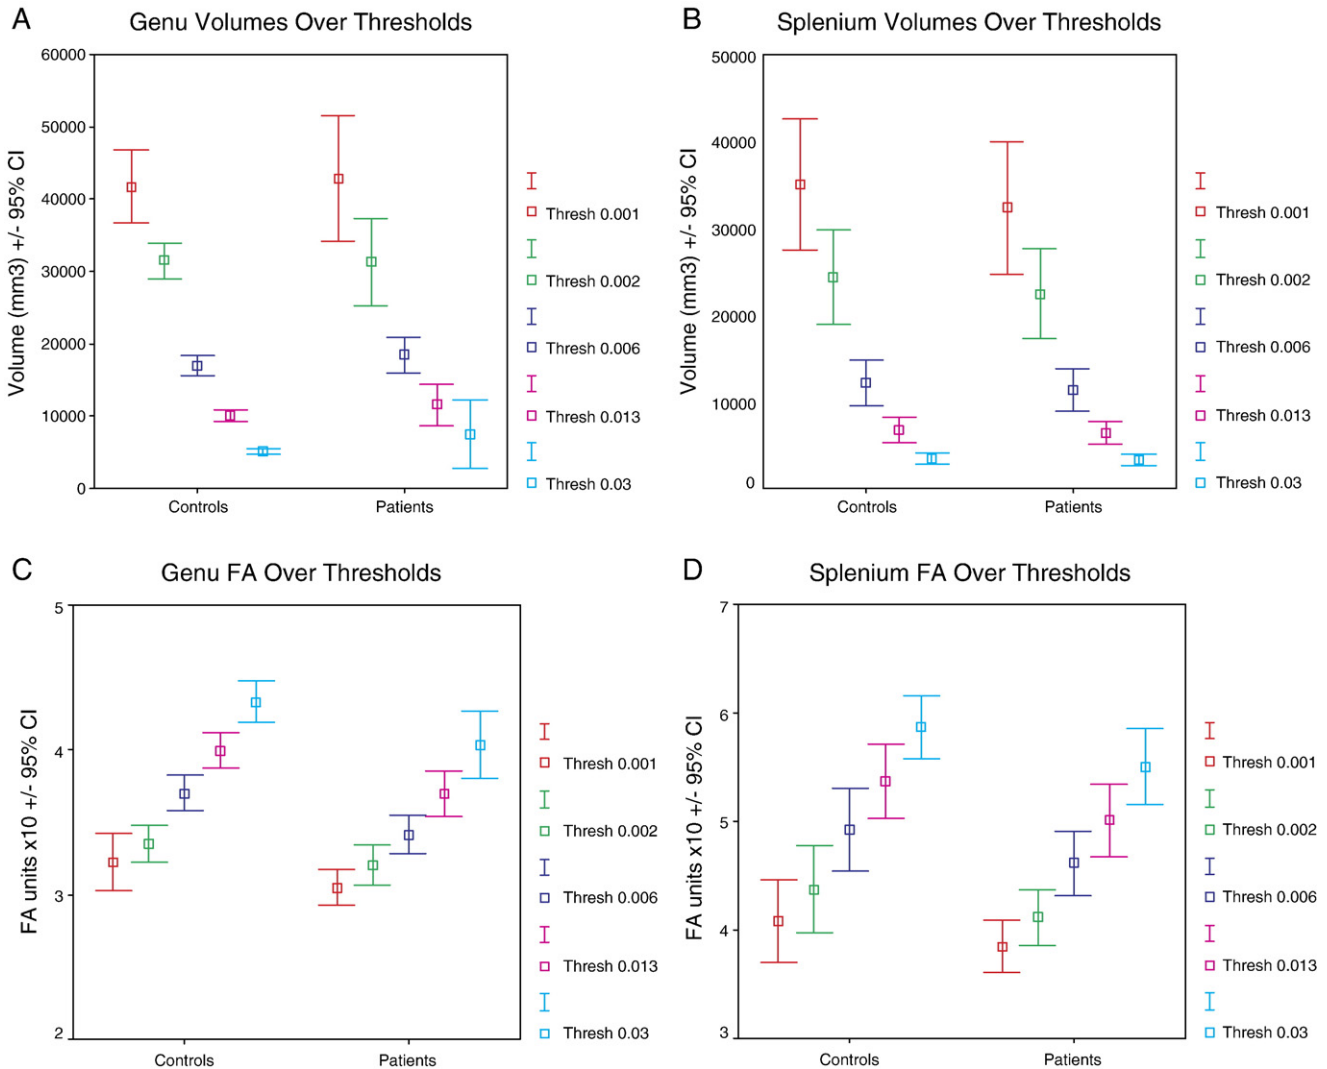 A
Genu Volumes Over Thresholds
Volume (mm3) +/- 95% CI
60000
50000
40000
30000
20000
10000
0
Controls
Patients
Thresh 0.001
Thresh 0.002
Thresh 0.006
Thresh 0.013
Thresh 0.03
B
Splenium Volumes Over Thresholds
Volume (mm3) +/- 95% CI
50000
40000
30000
20000
10000
0
Controls
Patients
Thresh 0.001
Thresh 0.002
Thresh 0.006
Thresh 0.013
Thresh 0.03
C
Genu FA Over Thresholds
FA units x10 +/- 95% CI
5
4
3
2
Controls
Patients
Thresh 0.001
Thresh 0.002
Thresh 0.006
Thresh 0.013
Thresh 0.03
D
Splenium FA Over Thresholds
FA units x10 +/- 95% CI
7
6
5
4
3
Controls
Patients
Thresh 0.001
Thresh 0.002
Thresh 0.006
Thresh 0.013
Thresh 0.03